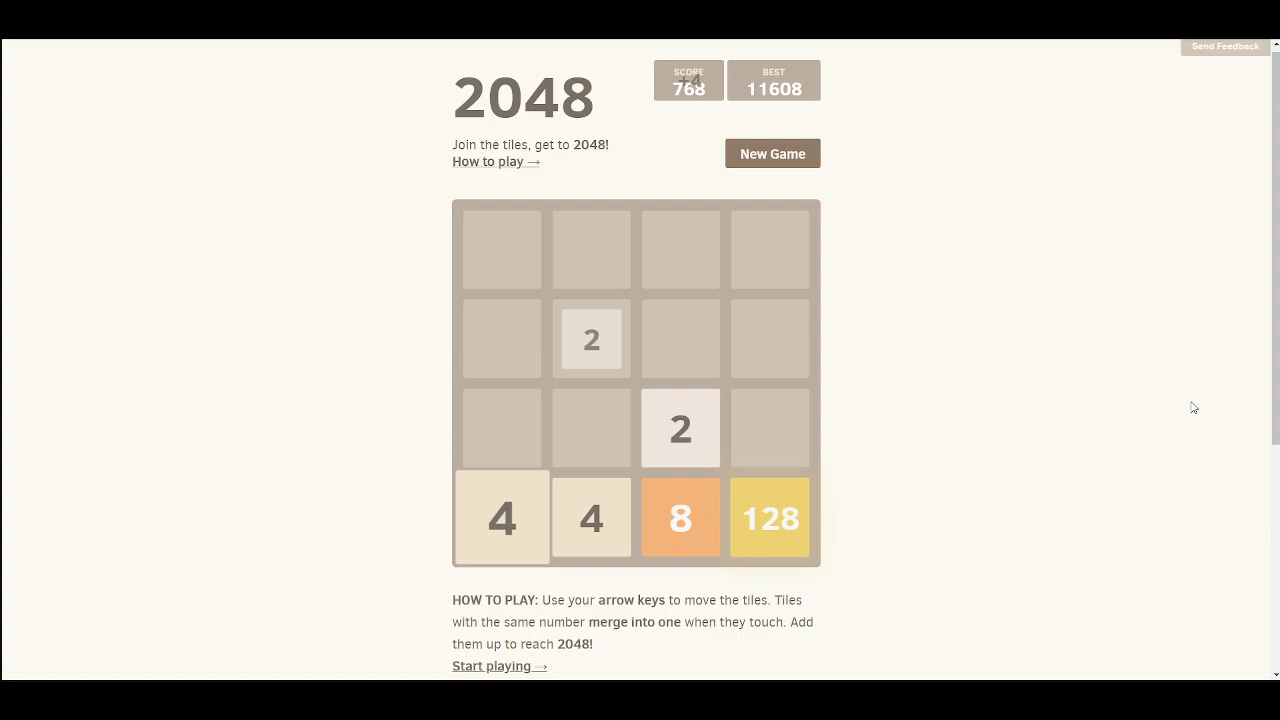 Send Feedback
2048
SCORE
+4
768
BEST
11608
Join the tiles, get to 2048!
How to play →
New Game
2
2
4 4 8 128
HOW TO PLAY: Use your arrow keys to move the tiles. Tiles
with the same number merge into one when they touch. Add
them up to reach 2048!
Start playing →